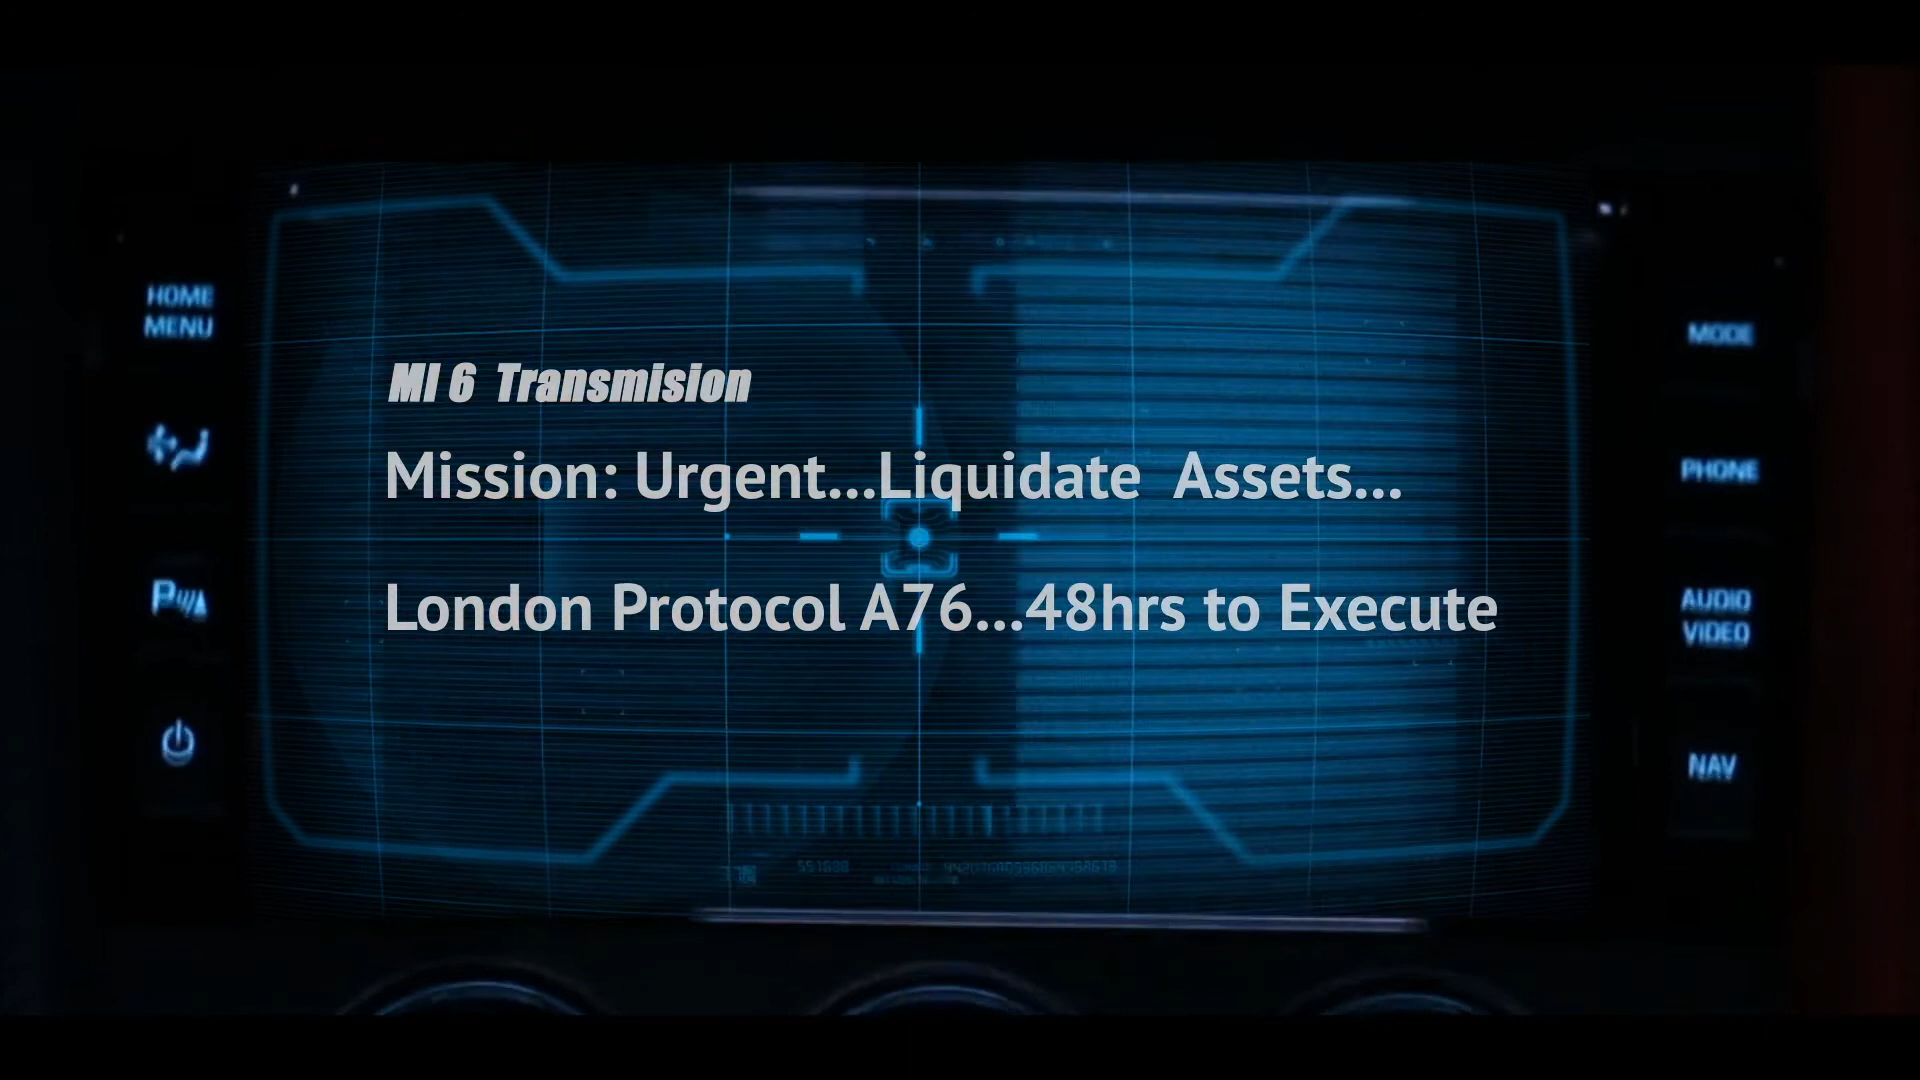 HOME
MENU
MODE
MI 6 Transmision
PHONE
Mission: Urgent...Liquidate Assets...
London Protocol A76...48hrs to Execute
AUDIO
VIDEO
NAV